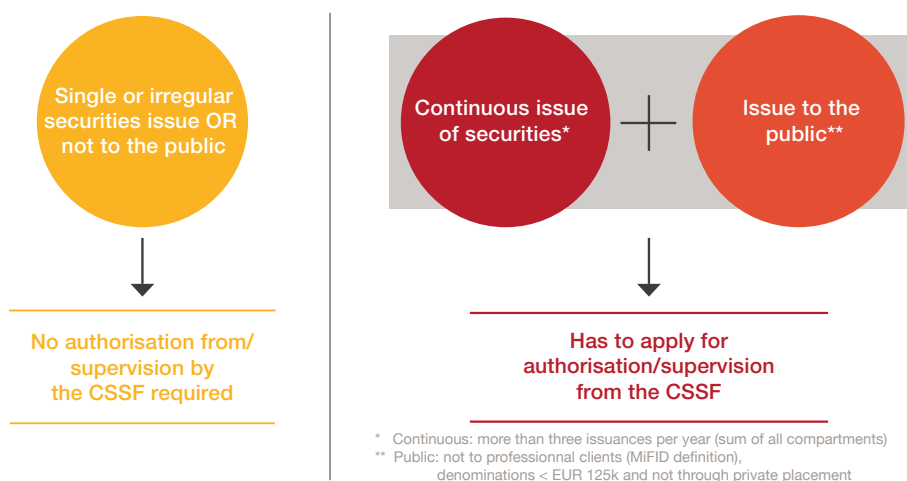 Single or irregular
securities issue OR
not to the public
No authorisation from/
supervision by
the CSSF required
Continuous issue
of securities*
Issue to the
public**
Has to apply for
authorisation/supervision
from the CSSF
* Continuous: more than three issuances per year (sum of all compartments)
** Public: not to professionnal clients (MiFID definition),
denominations < EUR 125k and not through private placement